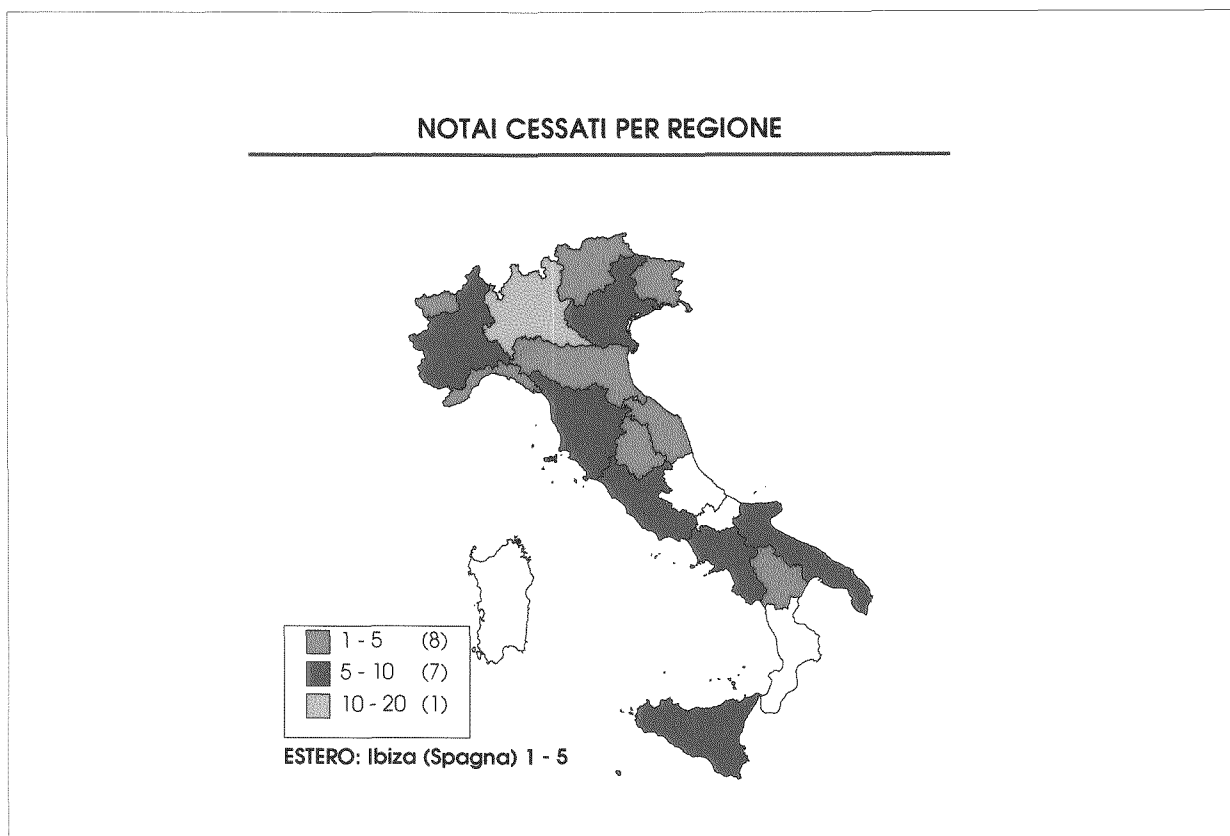 NOTAI CESSATI PER REGIONE
1 - 5 (8)
5 - 10 (7)
10 - 20 (1)
ESTERO: Ibiza (Spagna) 1 - 5